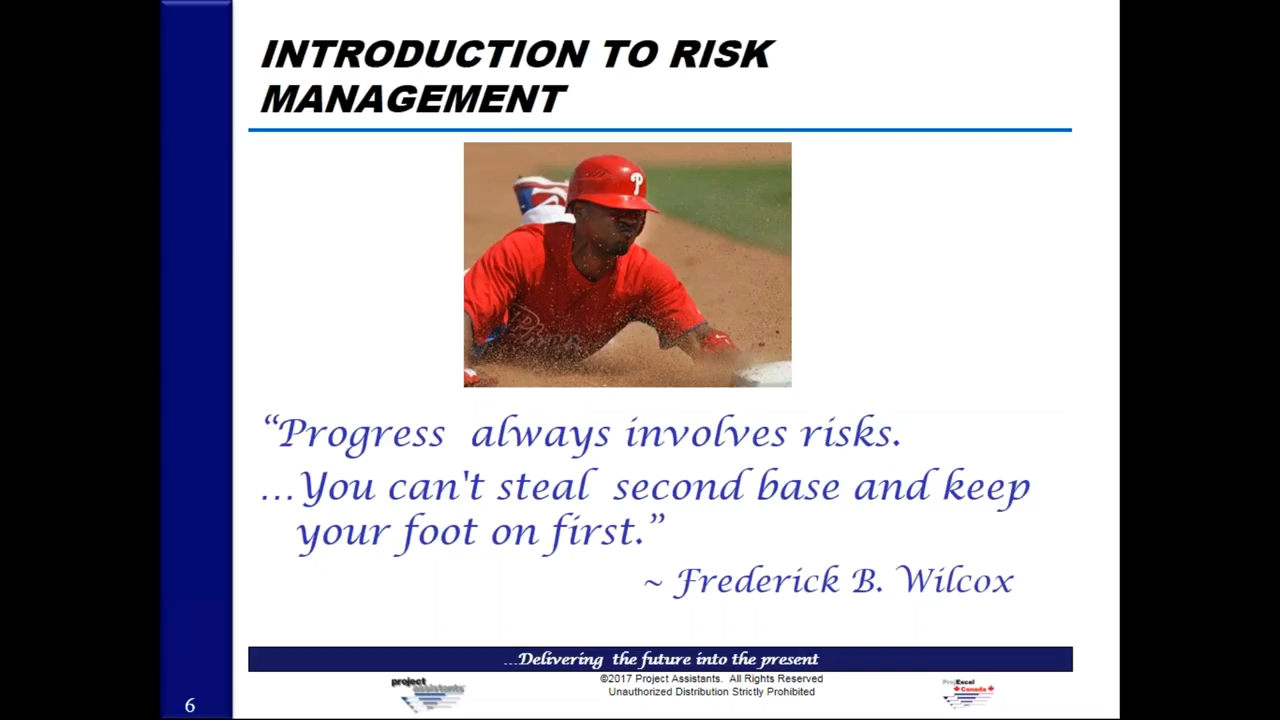 INTRODUCTION TO RISK
MANAGEMENT
P
“Progress always involves risks.
…You can't steal second base and keep
your foot on first.”
~ Frederick B. Wilcox
...Delivering the future into the present
project
assistants
©2017 Project Assistants. All Rights Reserved
Unauthorized Distribution Strictly Prohibited
ProjExcel
Canada
6